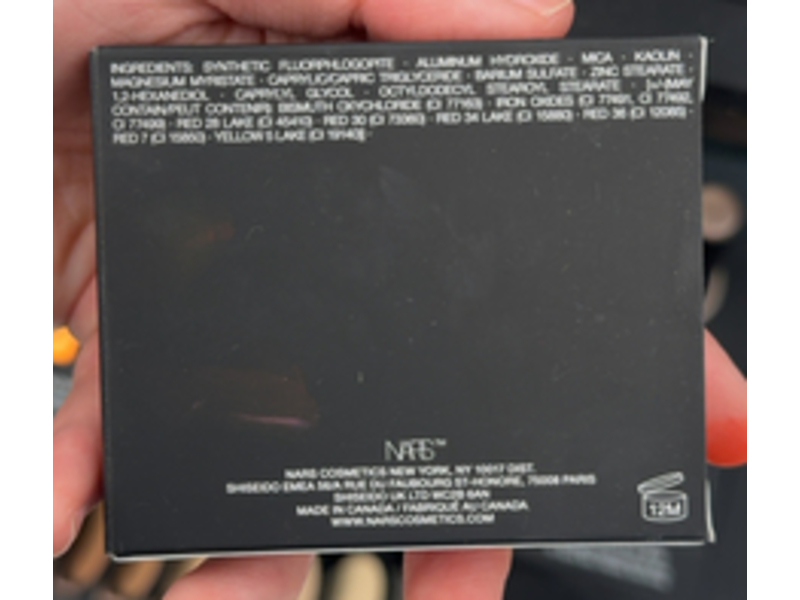 INGREDIENTS: SYNTHETIC FLUORPHLOGOPITE · ALUMINUM HYDROXIDE · MICA · KAOLIN ·
MAGNESIUM MYRISTATE · CAPRYLIC/CAPRIC TRIGLYCERIDE · BARIUM SULFATE · ZINC STEARATE ·
1,2-HEXANEDIOL · CAPRYLYL GLYCOL · OCTYLDODECYL STEAROYL STEARATE · [+/-(MAY
CONTAIN/PEUT CONTENIR): BISMUTH OXYCHLORIDE (CI 77163) · IRON OXIDES (CI 77491, CI 77492,
CI 77499) · RED 28 LAKE (CI 45410) · RED 30 (CI 73360) · RED 34 LAKE (CI 15880) · RED 36 (CI 12085) ·
RED 7 (CI 15850) · YELLOW 5 LAKE (CI 19140)] ·
NARS™
NARS COSMETICS NEW YORK, NY 10017 DIST.
SHISEIDO EMEA 56/A RUE DU FAUBOURG ST-HONORE, 75008 PARIS
SHISEIDO UK LTD WC2B 6AN
MADE IN CANADA / FABRIQUÉ AU CANADA
WWW.NARSCOSMETICS.COM
12M